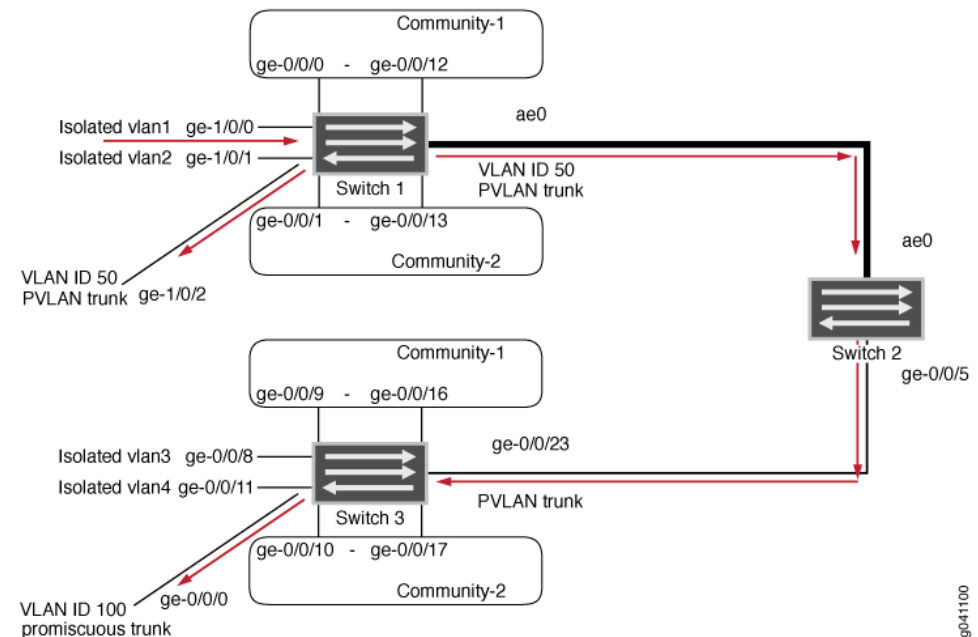 Community-1
ge-0/0/0 - ge-0/0/12
ae0
Isolated vlan1 ge-1/0/0
Isolated vlan2 ge-1/0/1
VLAN ID 50
PVLAN trunk
Switch 1
ge-0/0/1 - ge-0/0/13
Community-2
ae0
VLAN ID 50
PVLAN trunk ge-1/0/2
Switch 2
ge-0/0/5
Community-1
ge-0/0/9 - ge-0/0/16
ge-0/0/23
Isolated vlan3 ge-0/0/8
Isolated vlan4 ge-0/0/11
PVLAN trunk
Switch 3
ge-0/0/10 - ge-0/0/17
Community-2
ge-0/0/0
VLAN ID 100
promiscuous trunk
g041100